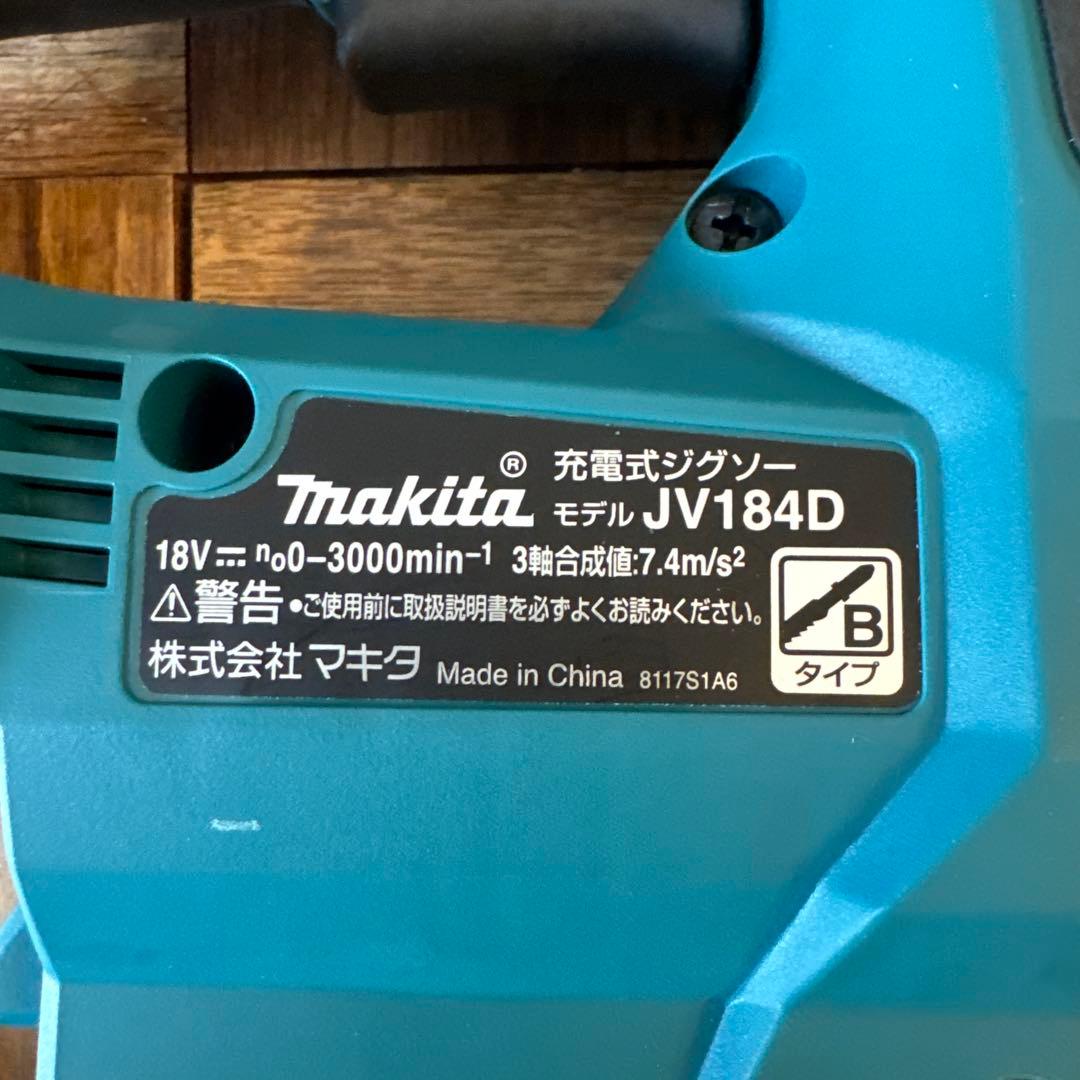 makita® 充電式ジグソー
モデル JV184D
18V⎓ n₀0-3000min⁻¹ 3軸合成値:7.4m/s²
⚠警告 •ご使用前に取扱説明書を必ずよくお読みください。
株式会社マキタ Made in China 8117S1A6
B
タイプ